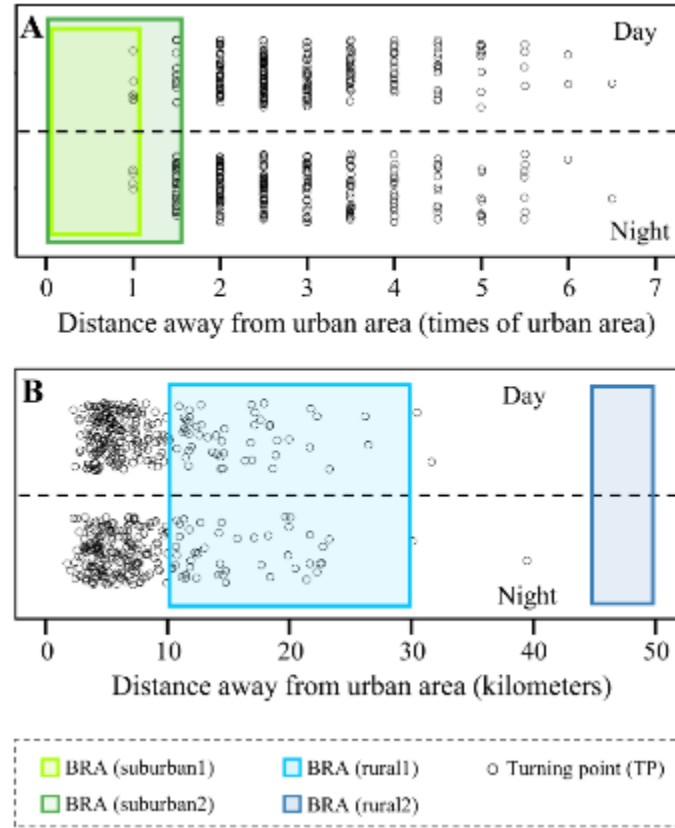 A
Day
Night
0 1 2 3 4 5 6 7
Distance away from urban area (times of urban area)
B
Day
Night
0 10 20 30 40 50
Distance away from urban area (kilometers)
BRA (suburban1) BRA (rural1) Turning point (TP)
BRA (suburban2) BRA (rural2)